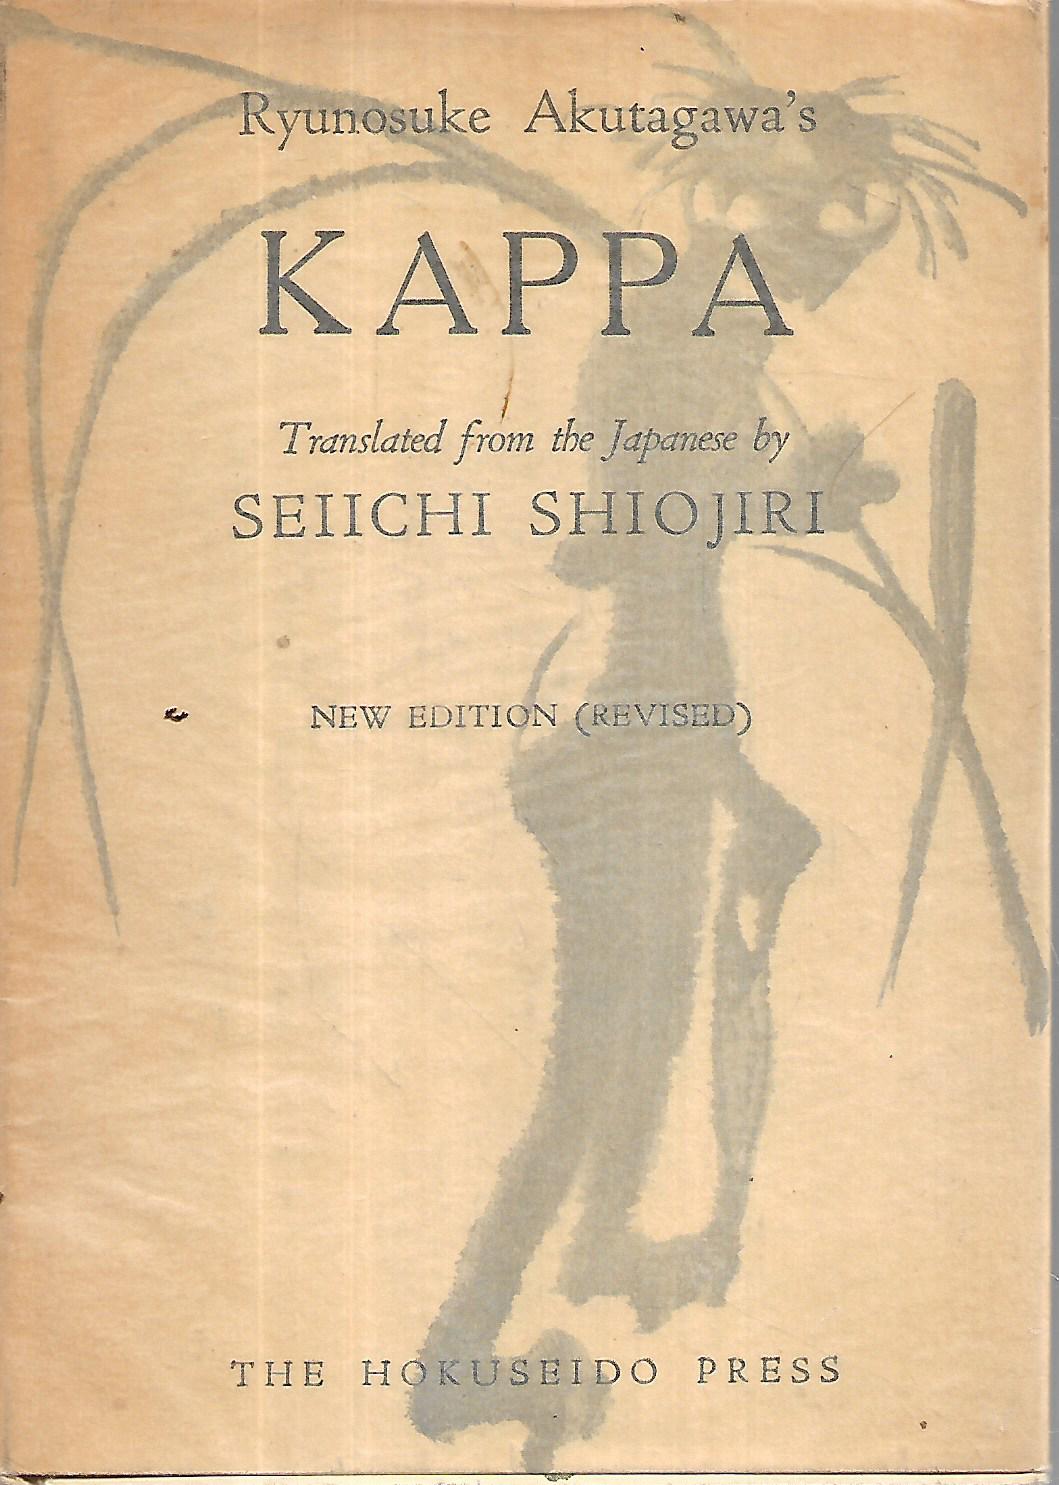 Ryunosuke Akutagawa's
KAPPA
Translated from the Japanese by
SEIICHI SHIOJIRI
NEW EDITION (REVISED)
THE HOKUSEIDO PRESS